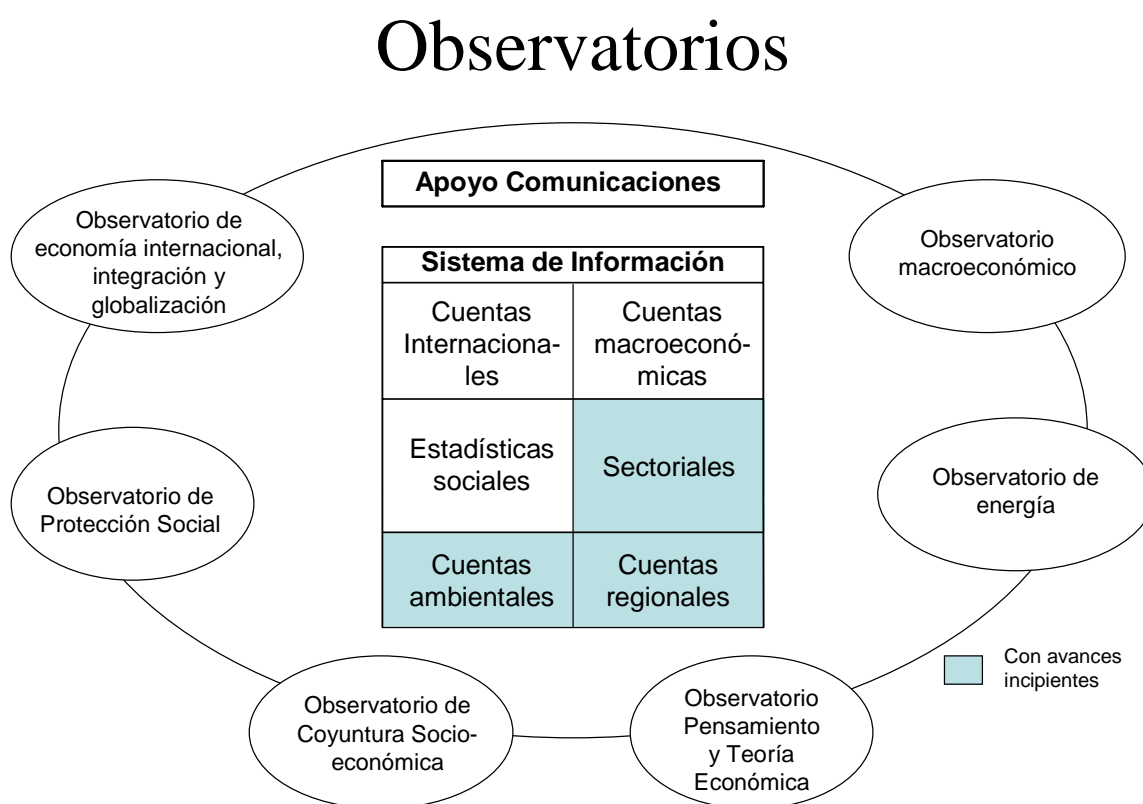 Observatorios
Apoyo Comunicaciones
Observatorio de
economía internacional,
integración y
globalización
Observatorio
macroeconómico
Sistema de Información
Cuentas
Internaciona-
les
Cuentas
macroeconó-
micas
Estadísticas
sociales
Sectoriales
Observatorio de
Protección Social
Observatorio de
energía
Cuentas
ambientales
Cuentas
regionales
Con avances
incipientes
Observatorio de
Coyuntura Socio-
económica
Observatorio
Pensamiento
y Teoría
Económica